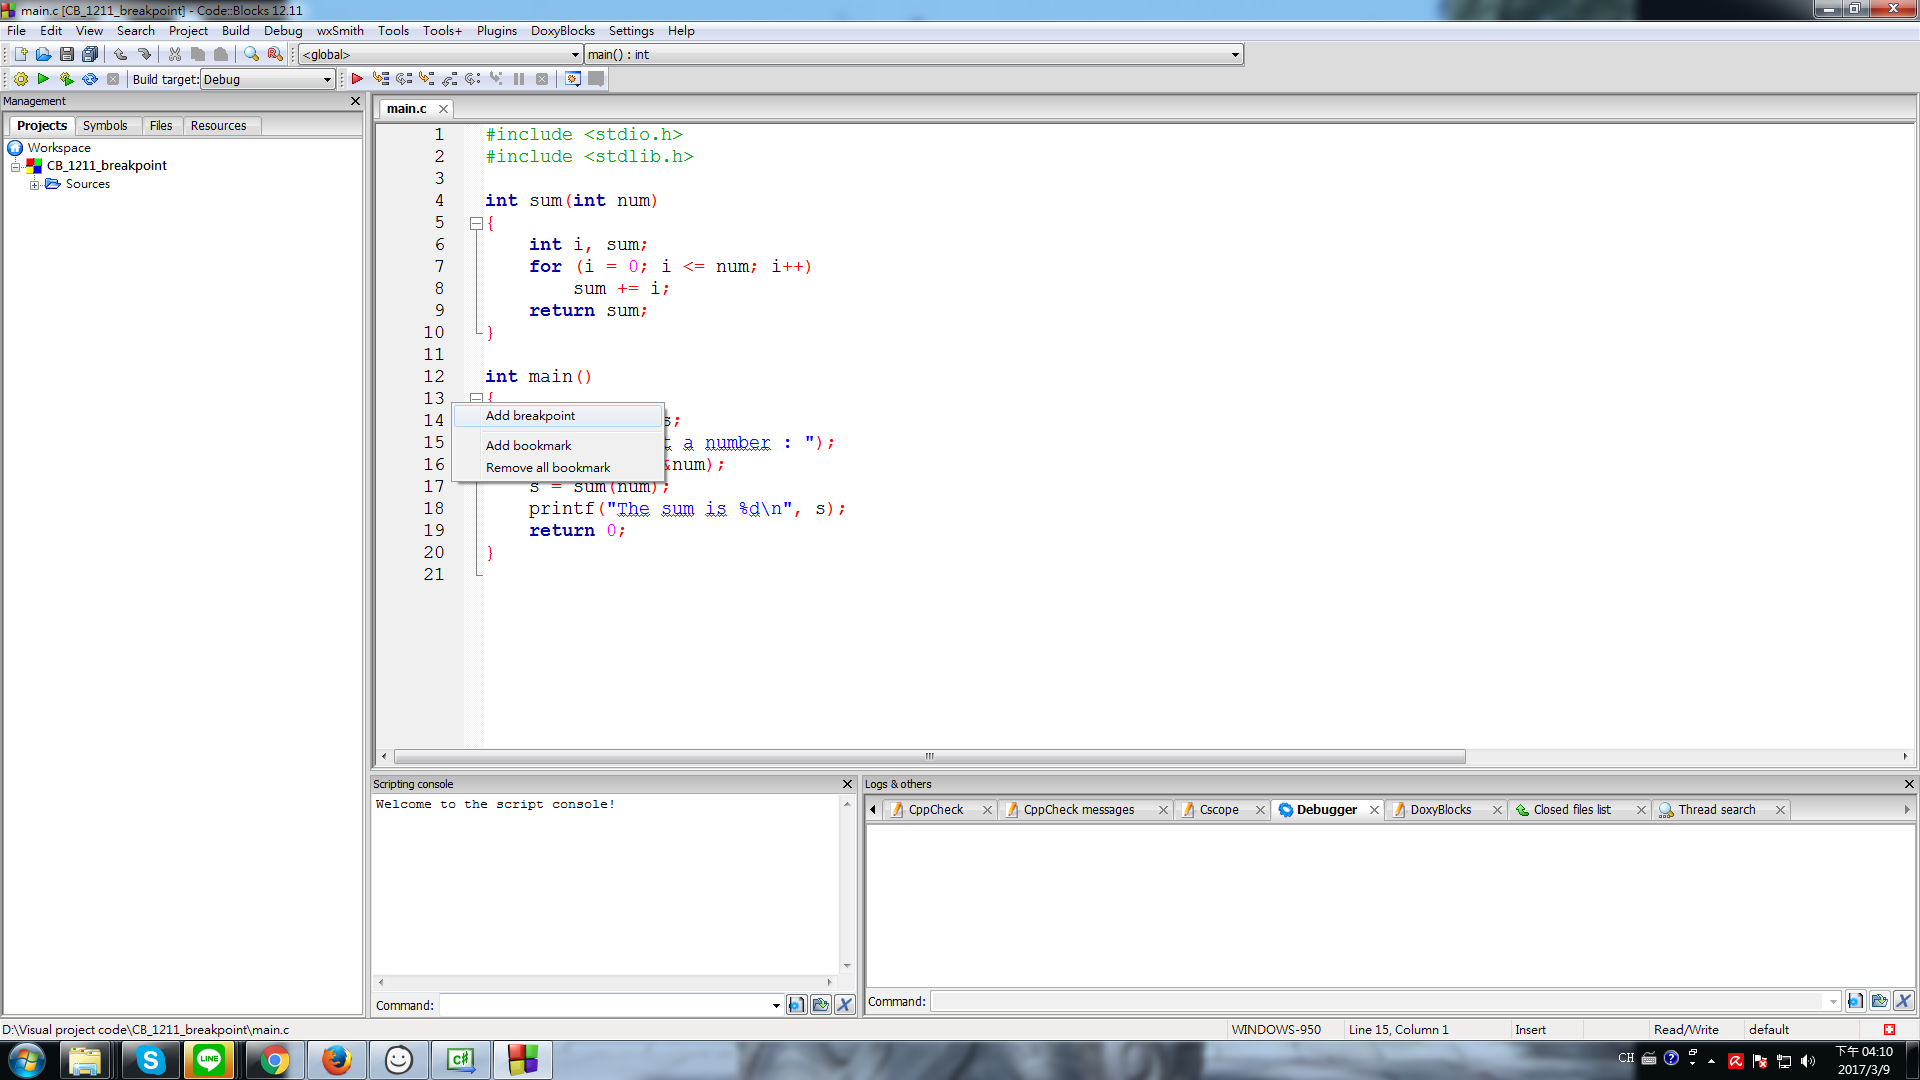 main.c [CB_1211_breakpoint] - Code::Blocks 12.11
File Edit View Search Project Build Debug wxSmith Tools Tools+ Plugins DoxyBlocks Settings Help
<global> main() : int
Build target: Debug
Management
Projects Symbols Files Resources
Workspace
CB_1211_breakpoint
Sources
main.c
1 #include <stdio.h>
2 #include <stdlib.h>
3
4 int sum(int num)
5 {
6 int i, sum;
7 for (i = 0; i <= num; i++)
8 sum += i;
9 return sum;
10 }
11
12 int main()
13 {
14 s;
15 a number : ");
16 &num);
17 s = sum(num);
18 printf("The sum is %d\n", s);
19 return 0;
20 }
21
Add breakpoint
Add bookmark
Remove all bookmark
Scripting console
Welcome to the script console!
Command:
Logs & others
CppCheck CppCheck messages Cscope Debugger DoxyBlocks Closed files list Thread search
Command:
D:\Visual project code\CB_1211_breakpoint\main.c WINDOWS-950 Line 15, Column 1 Insert Read/Write default
LINE
CH
下午 04:10
2017/3/9